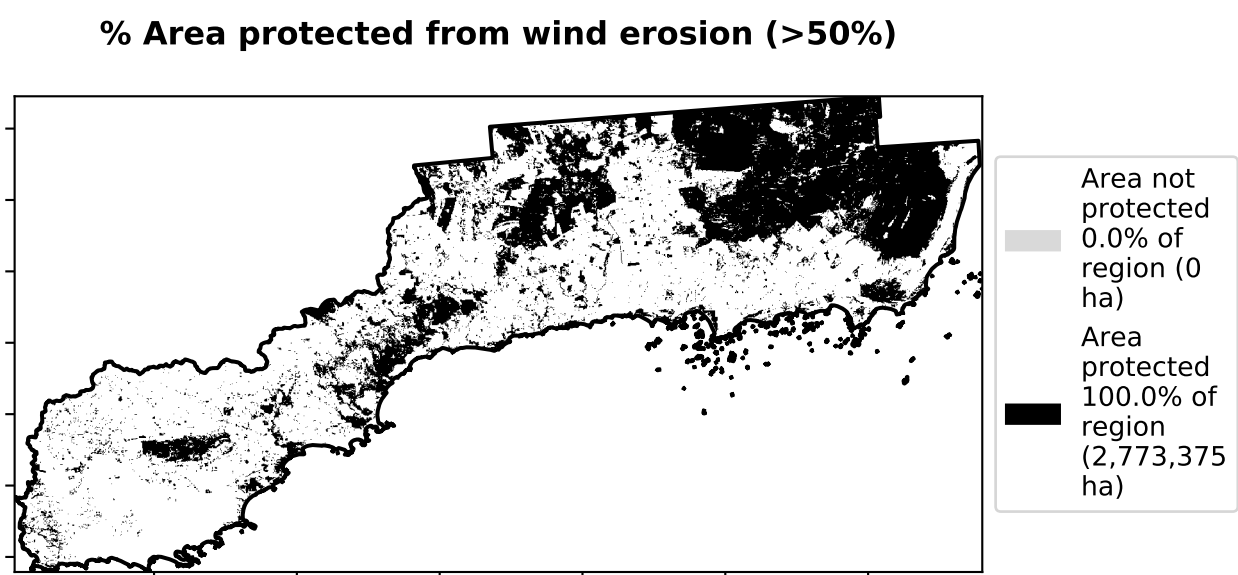 % Area protected from wind erosion (>50%)
Area not
protected
0.0% of
region (0
ha)
Area
protected
100.0% of
region
(2,773,375
ha)